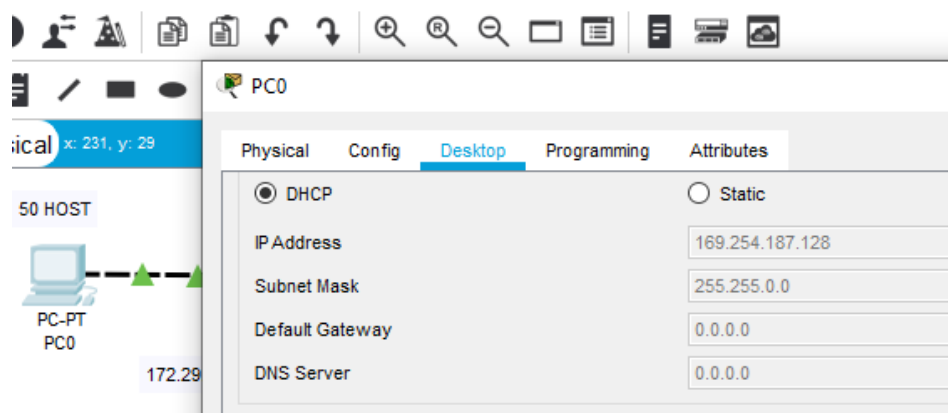 PC0
ical x: 231, y: 29
Physical Config Desktop Programming Attributes
DHCP Static
50 HOST
IP Address 169.254.187.128
Subnet Mask 255.255.0.0
PC-PT
PC0
Default Gateway 0.0.0.0
DNS Server 0.0.0.0
172.29